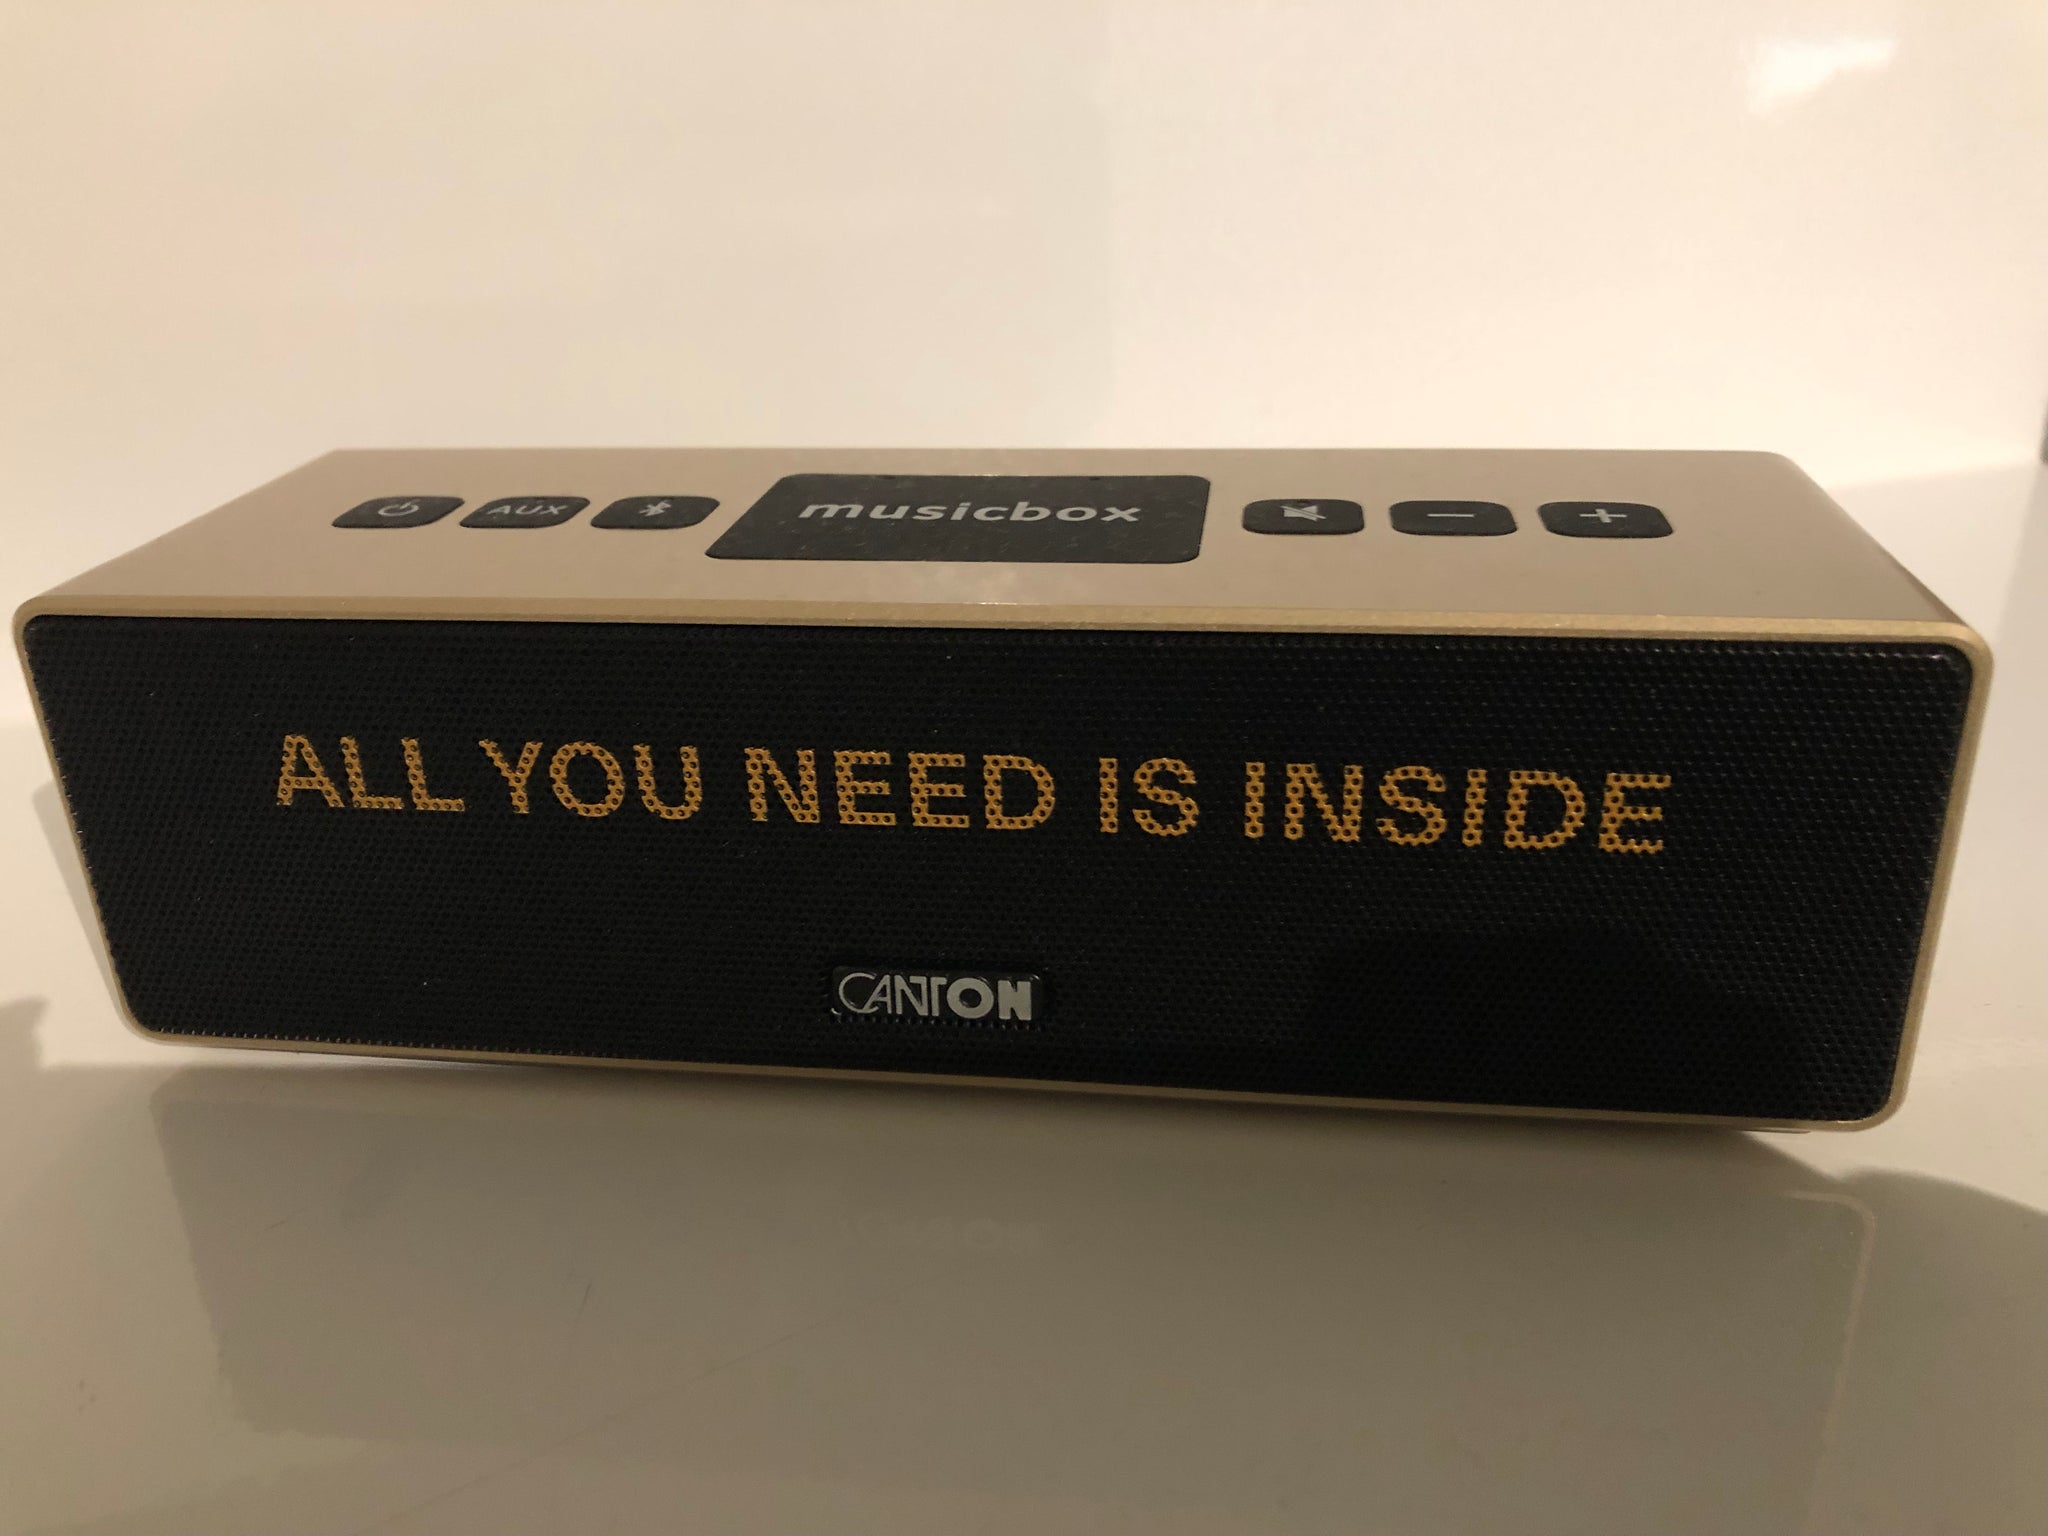 AUX
musicbox
− +
ALL YOU NEED IS INSIDE
CANTON